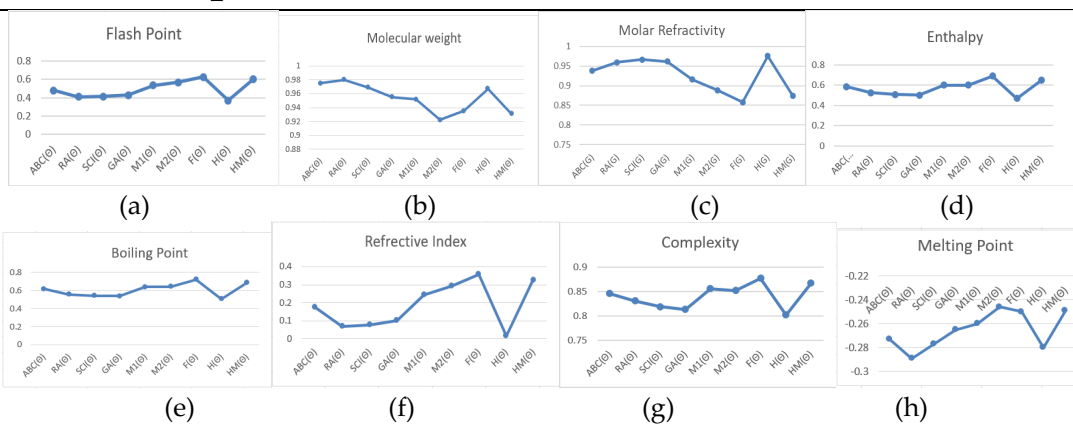 Flash Point
0.8
0.6
0.4
0.2
0
ABC(Θ)
RA(Θ)
SCI(Θ)
GA(Θ)
M1(Θ)
M2(Θ)
F(Θ)
H(Θ)
HM(Θ)
(a)
Molecular weight
1
0.98
0.96
0.94
0.92
0.9
0.88
ABC(Θ)
RA(Θ)
SCI(Θ)
GA(Θ)
M1(Θ)
M2(Θ)
F(Θ)
H(Θ)
HM(Θ)
(b)
Molar Refractivity
1
0.95
0.9
0.85
0.8
0.75
ABC(G)
RA(G)
SCI(G)
GA(G)
M1(G)
M2(G)
F(G)
H(G)
HM(G)
(c)
Enthalpy
0.8
0.6
0.4
0.2
0
ABC(...
RA(Θ)
SCI(Θ)
GA(Θ)
M1(Θ)
M2(Θ)
F(Θ)
H(Θ)
HM(Θ)
(d)
Boiling Point
0.8
0.6
0.4
0.2
0
ABC(Θ)
RA(Θ)
SCI(Θ)
GA(Θ)
M1(Θ)
M2(Θ)
F(Θ)
H(Θ)
HM(Θ)
(e)
Refrective Index
0.4
0.3
0.2
0.1
0
ABC(Θ)
RA(Θ)
SCI(Θ)
GA(Θ)
M1(Θ)
M2(Θ)
F(Θ)
H(Θ)
HM(Θ)
(f)
Complexity
0.9
0.85
0.8
0.75
ABC(Θ)
RA(Θ)
SCI(Θ)
GA(Θ)
M1(Θ)
M2(Θ)
F(Θ)
H(Θ)
HM(Θ)
(g)
Melting Point
-0.22
-0.24
-0.26
-0.28
-0.3
ABC(Θ)
RA(Θ)
SCI(Θ)
GA(Θ)
M1(Θ)
M2(Θ)
F(Θ)
H(Θ)
HM(Θ)
(h)